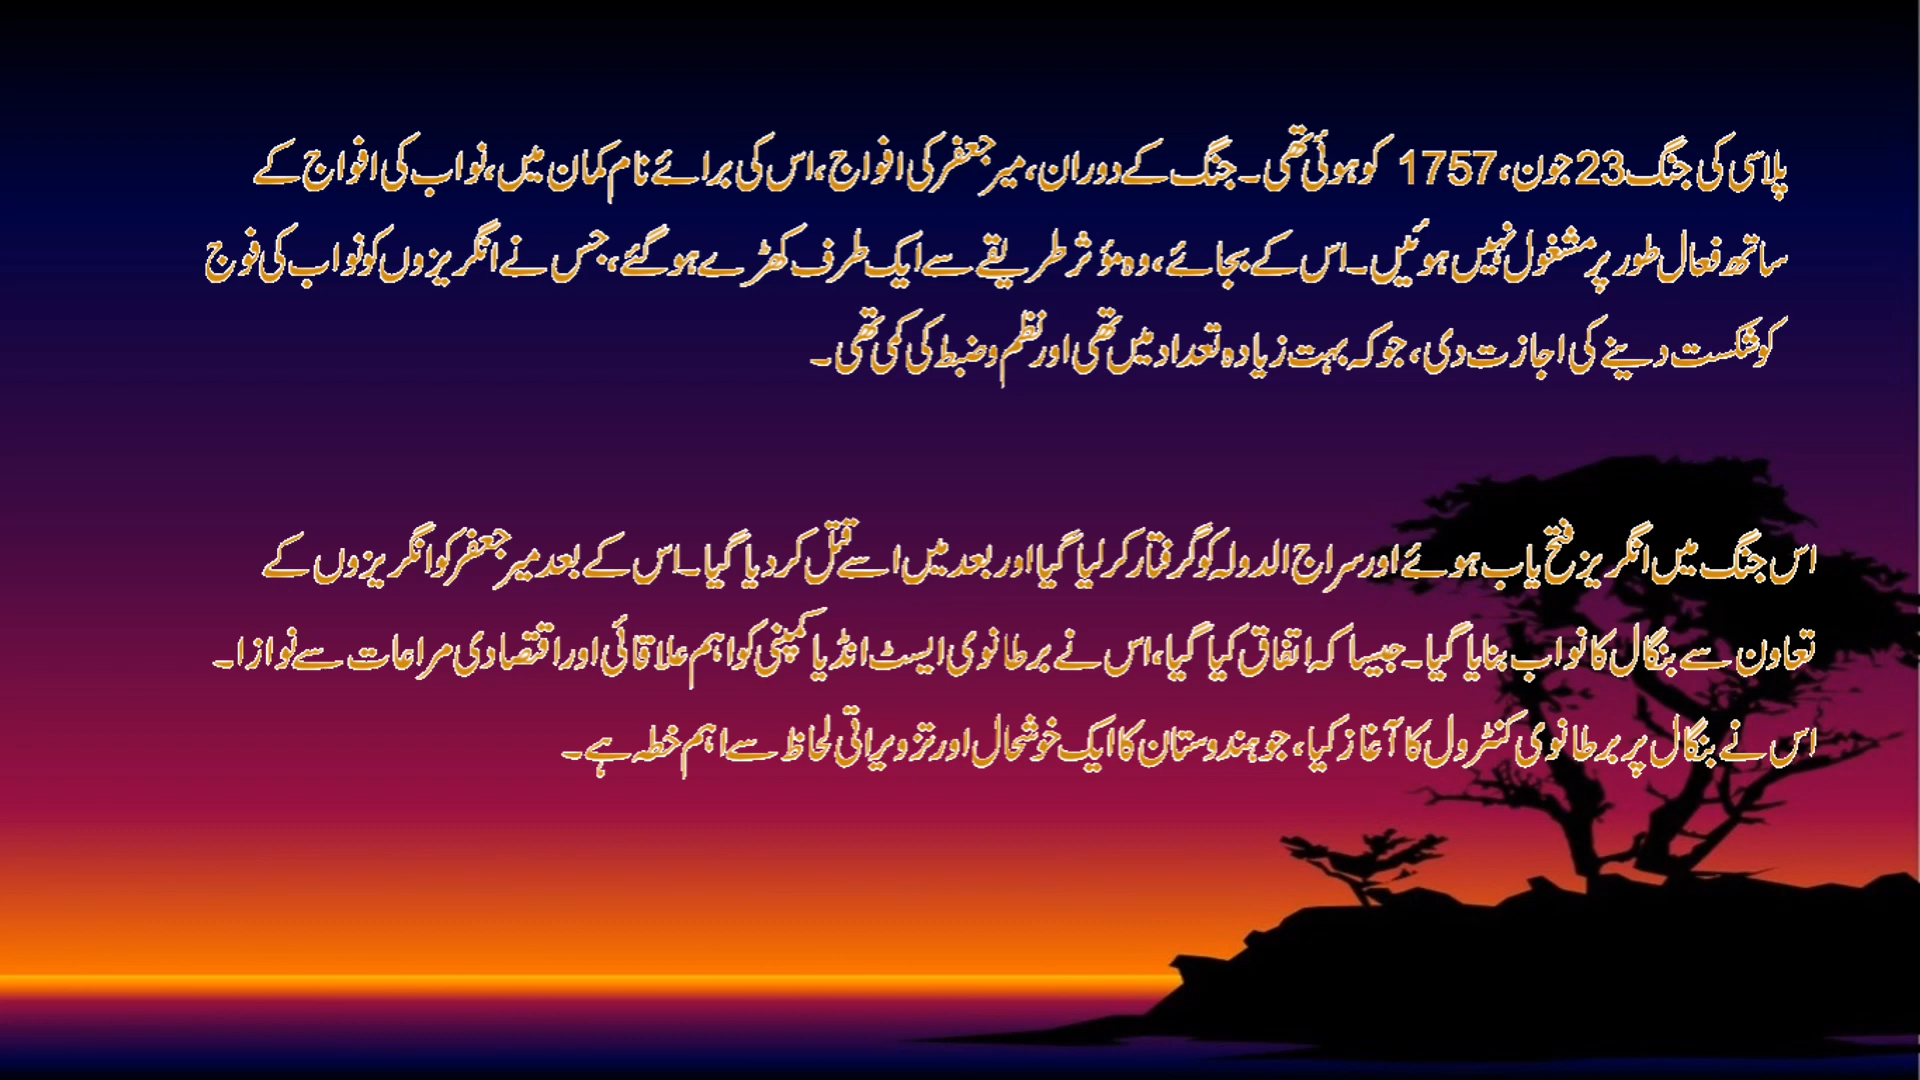 پلاسی کی جنگ 23 جون، 1757 کو ہوئی تھی۔ جنگ کے دوران، میر جعفر کی افواج، اس کی برائے نام کمان میں، نواب کی افواج کے
ساتھ فعال طور پر مشغول نہیں ہوئیں۔ اس کے بجائے، وہ مؤثر طریقے سے ایک طرف کھڑے ہو گئے، جس نے انگریزوں کو نواب کی فوج
کو شکست دینے کی اجازت دی، جو کہ بہت زیادہ تعداد میں تھی اور نظم و ضبط کی کمی تھی۔
اس جنگ میں انگریز فتح یاب ہوئے اور سراج الدولہ کو گرفتار کر لیا گیا اور بعد میں اسے قتل کر دیا گیا۔ اس کے بعد میر جعفر کو انگریزوں کے
تعاون سے بنگال کا نواب بنایا گیا۔ جیسا کہ اتفاق کیا گیا، اس نے برطانوی ایسٹ انڈیا کمپنی کو اہم علاقائی اور اقتصادی مراعات سے نوازا۔
اس نے بنگال پر برطانوی کنٹرول کا آغاز کیا، جو ہندوستان کا ایک خوشحال اور تزویراتی لحاظ سے اہم خطہ ہے۔